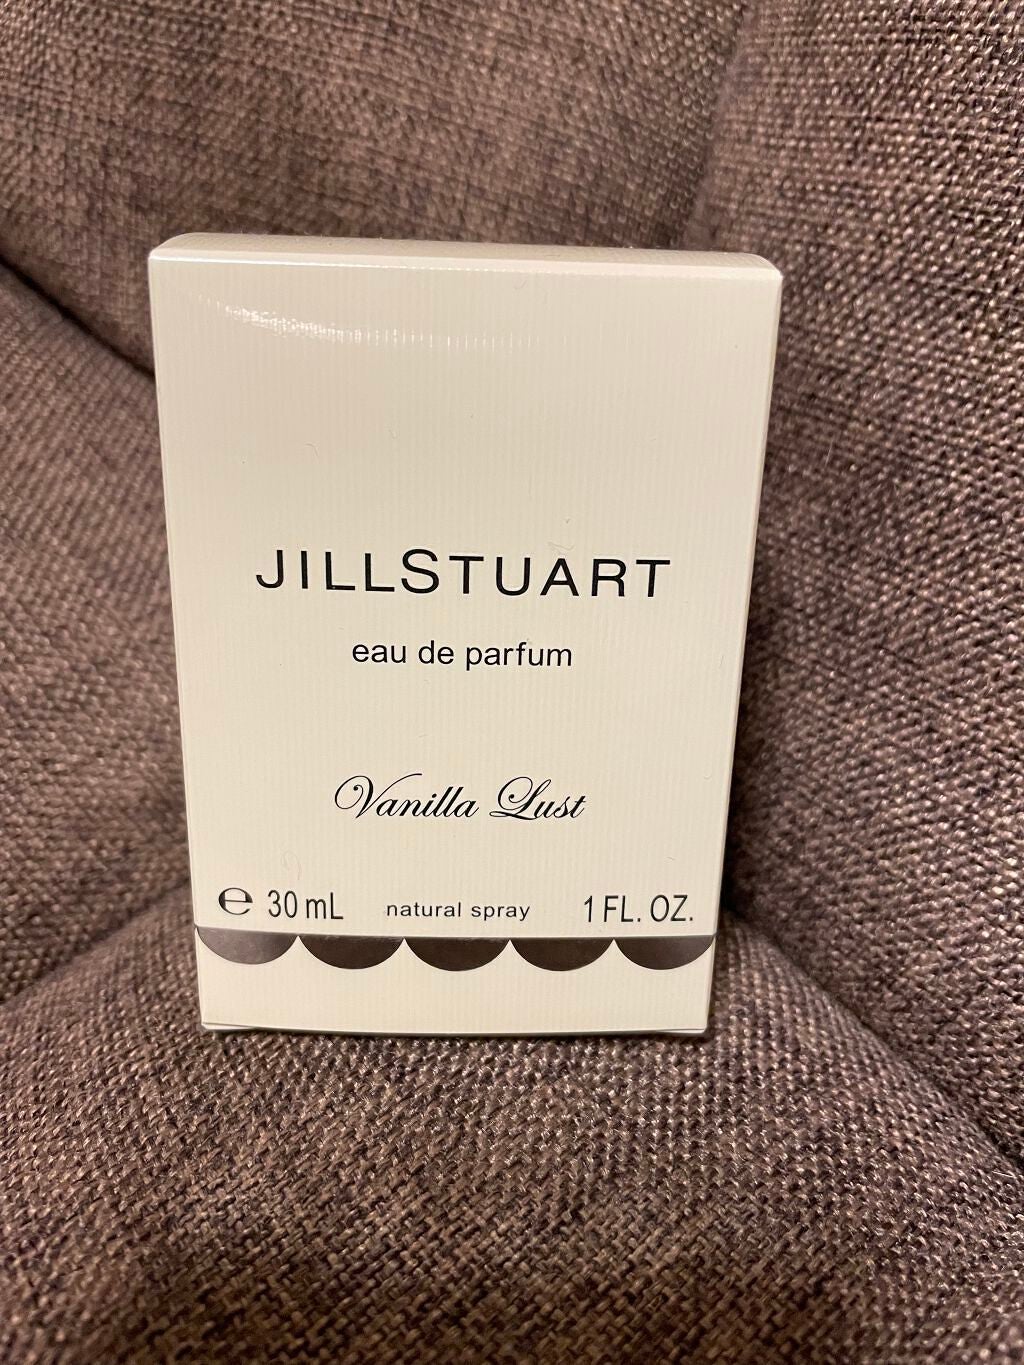 JILLSTUART
eau de parfum
Vanilla Lust
℮ 30 mL natural spray 1 FL. OZ.